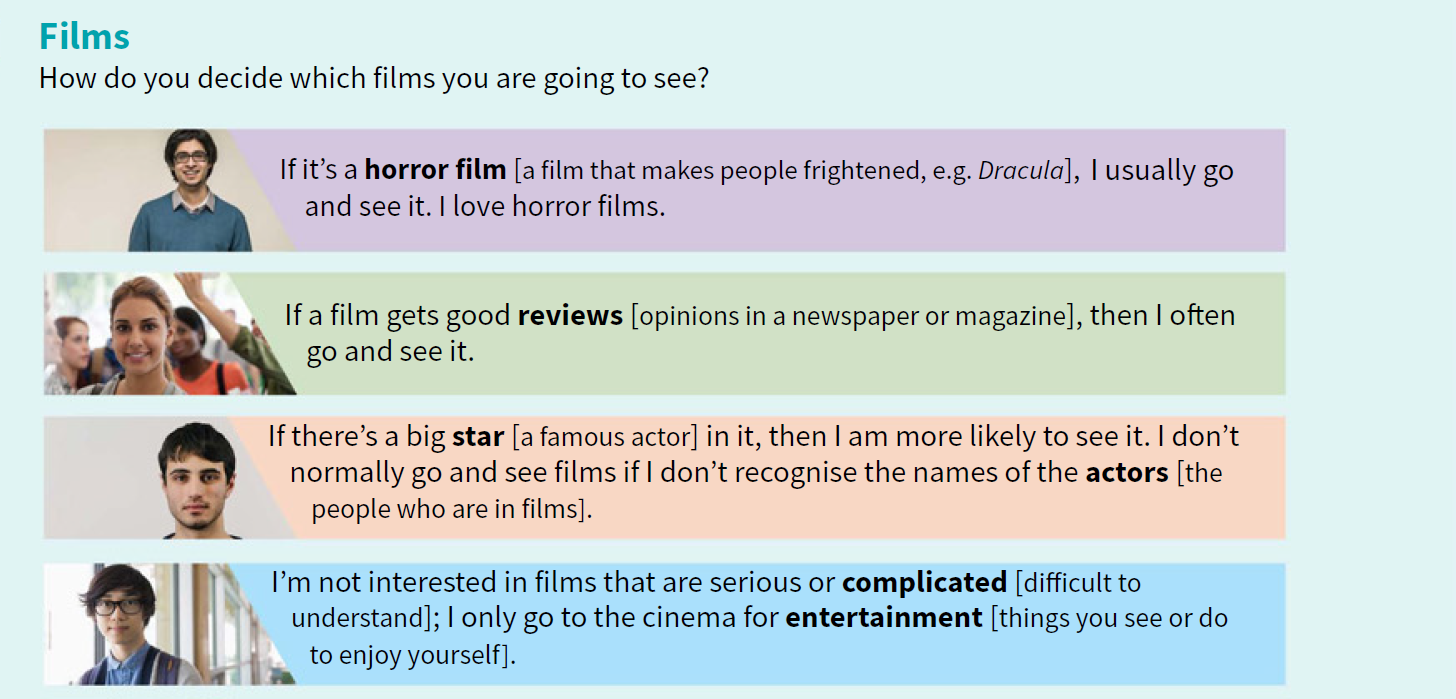 Films
How do you decide which films you are going to see?
If it's a horror film [a film that makes people frightened, e.g. Dracula], I usually go
and see it. I love horror films.
If a film gets good reviews [opinions in a newspaper or magazine], then I often
go and see it.
If there's a big star [a famous actor] in it, then I am more likely to see it. I don't
normally go and see films if I don't recognise the names of the actors [the
people who are in films].
I'm not interested in films that are serious or complicated [difficult to
understand]; I only go to the cinema for entertainment [things you see or do
to enjoy yourself].